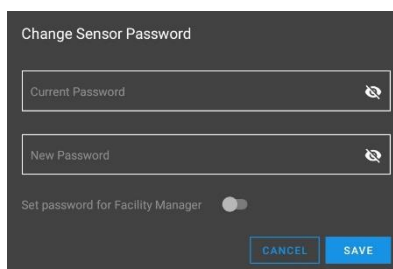 Change Sensor Password
Current Password
New Password
Set password for Facility Manager
CANCEL SAVE